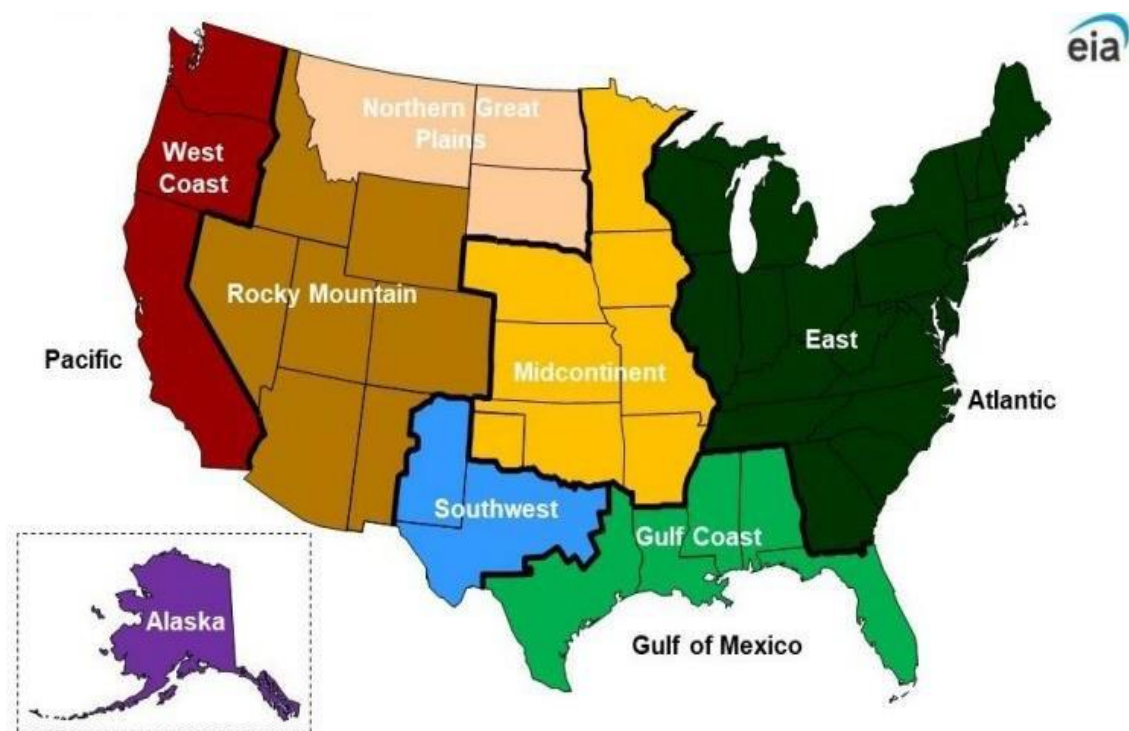 eia
Northern Great
Plains
West
Coast
Rocky Mountain
Pacific
Midcontinent
East
Atlantic
Southwest
Gulf Coast
Alaska
Gulf of Mexico